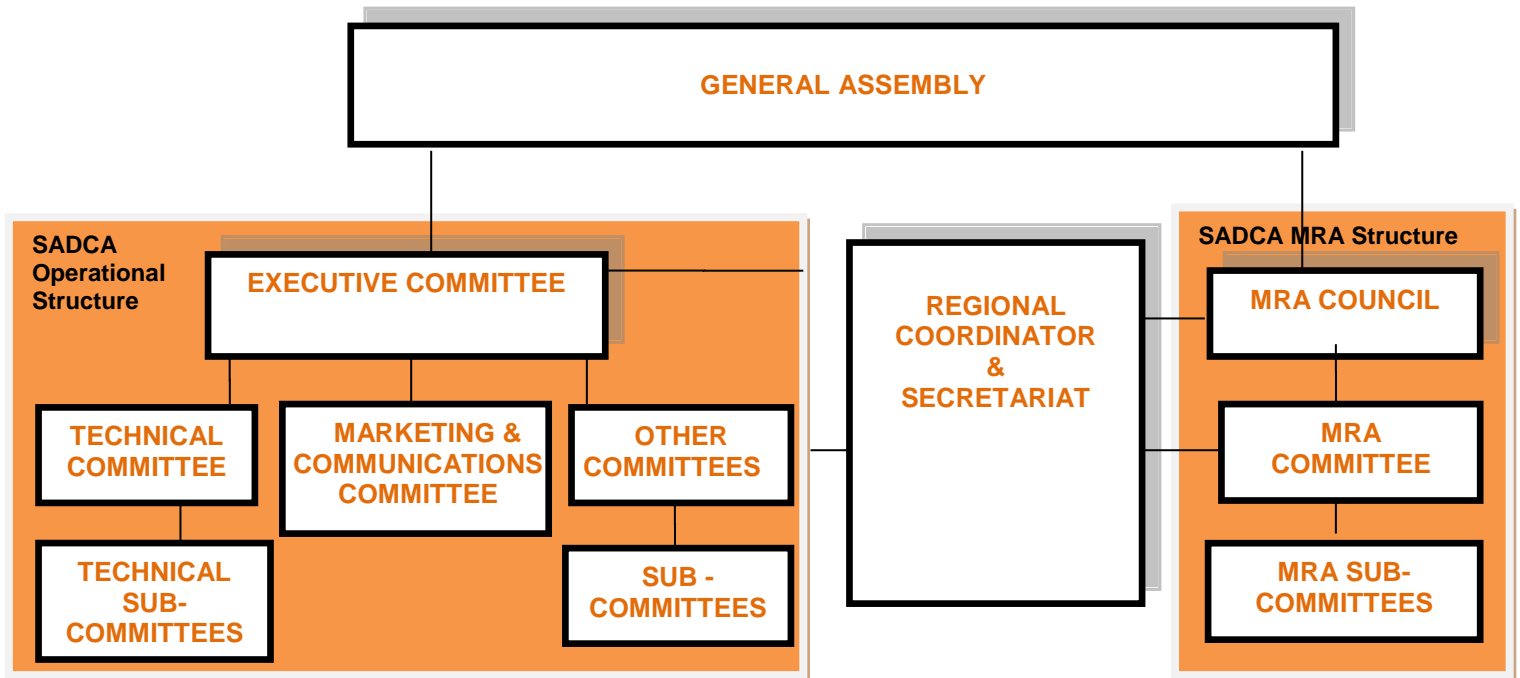 GENERAL ASSEMBLY
SADCA
Operational
Structure
EXECUTIVE COMMITTEE
TECHNICAL
COMMITTEE
MARKETING &
COMMUNICATIONS
COMMITTEE
OTHER
COMMITTEES
TECHNICAL
SUB-
COMMITTEES
SUB -
COMMITTEES
REGIONAL
COORDINATOR
&
SECRETARIAT
SADCA MRA Structure
MRA COUNCIL
MRA
COMMITTEE
MRA SUB-
COMMITTEES